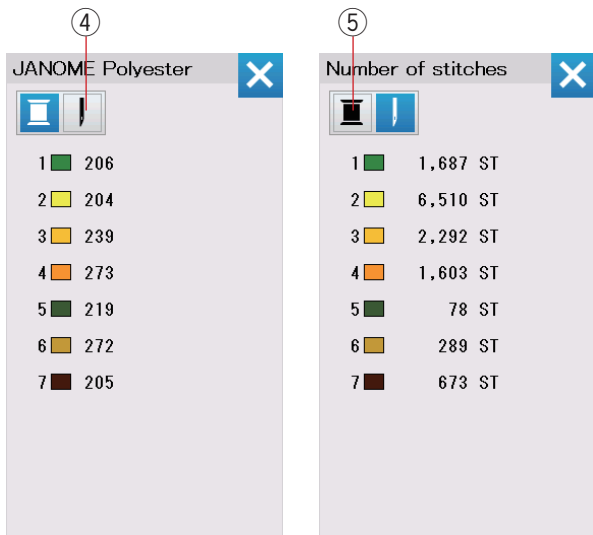 ④
JANOME Polyester
1 206
2 204
3 239
4 273
5 219
6 272
7 205
⑤
Number of stitches
1 1,687 ST
2 6,510 ST
3 2,292 ST
4 1,603 ST
5 78 ST
6 289 ST
7 673 ST